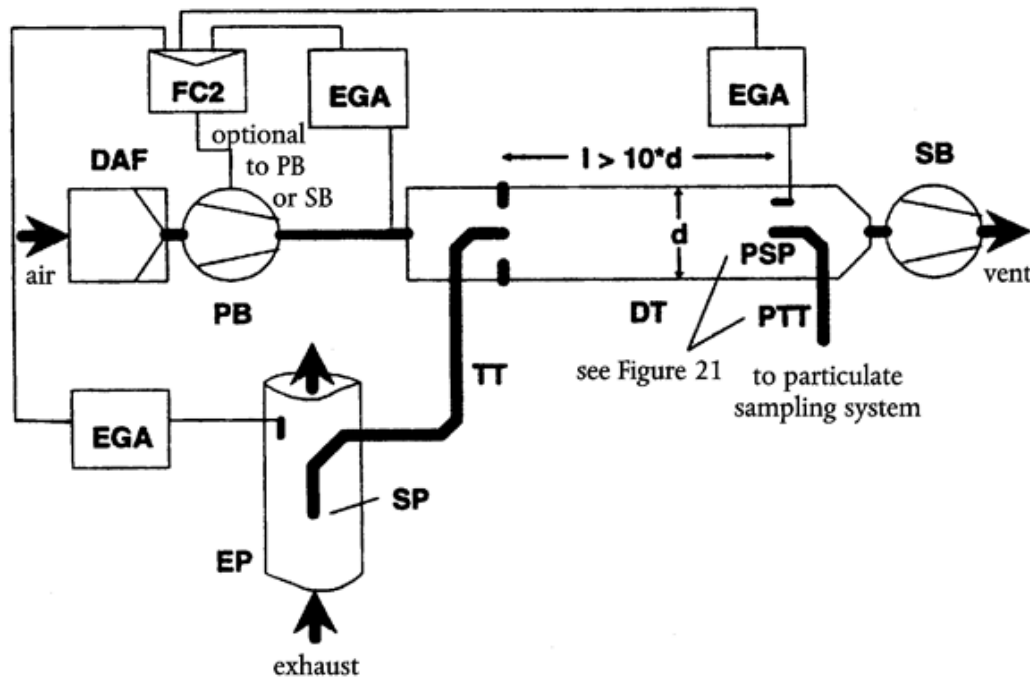 FC2
EGA
EGA
optional
to PB
or SB
DAF
l > 10*d
SB
air
PB
d
PSP
vent
DT
PTT
TT
see Figure 21
to particulate
sampling system
EGA
SP
EP
exhaust